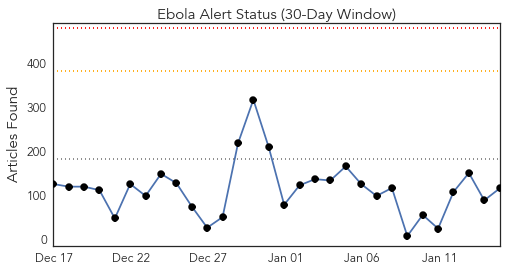 Ebola Alert Status (30-Day Window)
Articles Found
400
300
200
100
0
Dec 17
Dec 22
Dec 27
Jan 01
Jan 06
Jan 11